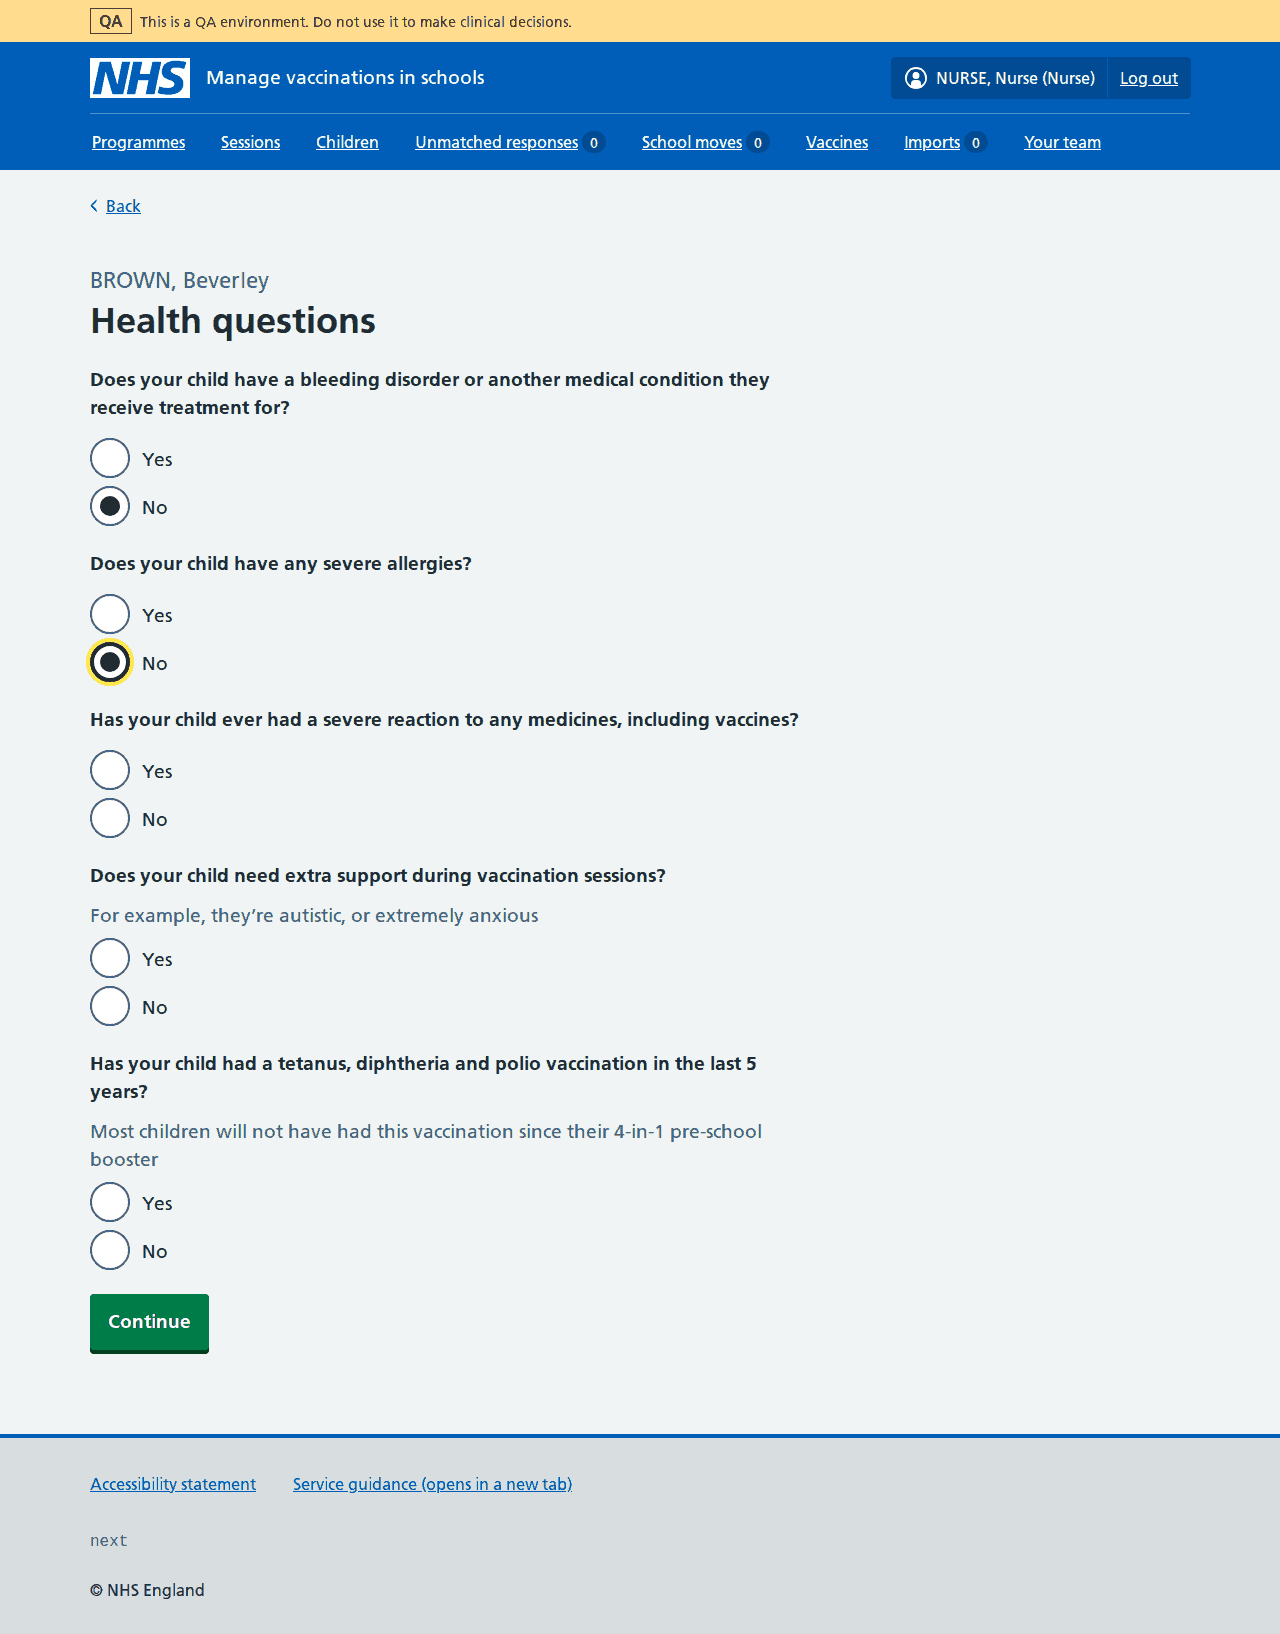 QA This is a QA environment. Do not use it to make clinical decisions.
NHS Manage vaccinations in schools NURSE, Nurse (Nurse) Log out
Programmes Sessions Children Unmatched responses 0 School moves 0 Vaccines Imports 0 Your team
Back
BROWN, Beverley
Health questions
Does your child have a bleeding disorder or another medical condition they
receive treatment for?
Yes
No
Does your child have any severe allergies?
Yes
No
Has your child ever had a severe reaction to any medicines, including vaccines?
Yes
No
Does your child need extra support during vaccination sessions?
For example, they’re autistic, or extremely anxious
Yes
No
Has your child had a tetanus, diphtheria and polio vaccination in the last 5
years?
Most children will not have had this vaccination since their 4-in-1 pre-school
booster
Yes
No
Continue
Accessibility statement Service guidance (opens in a new tab)
next
© NHS England